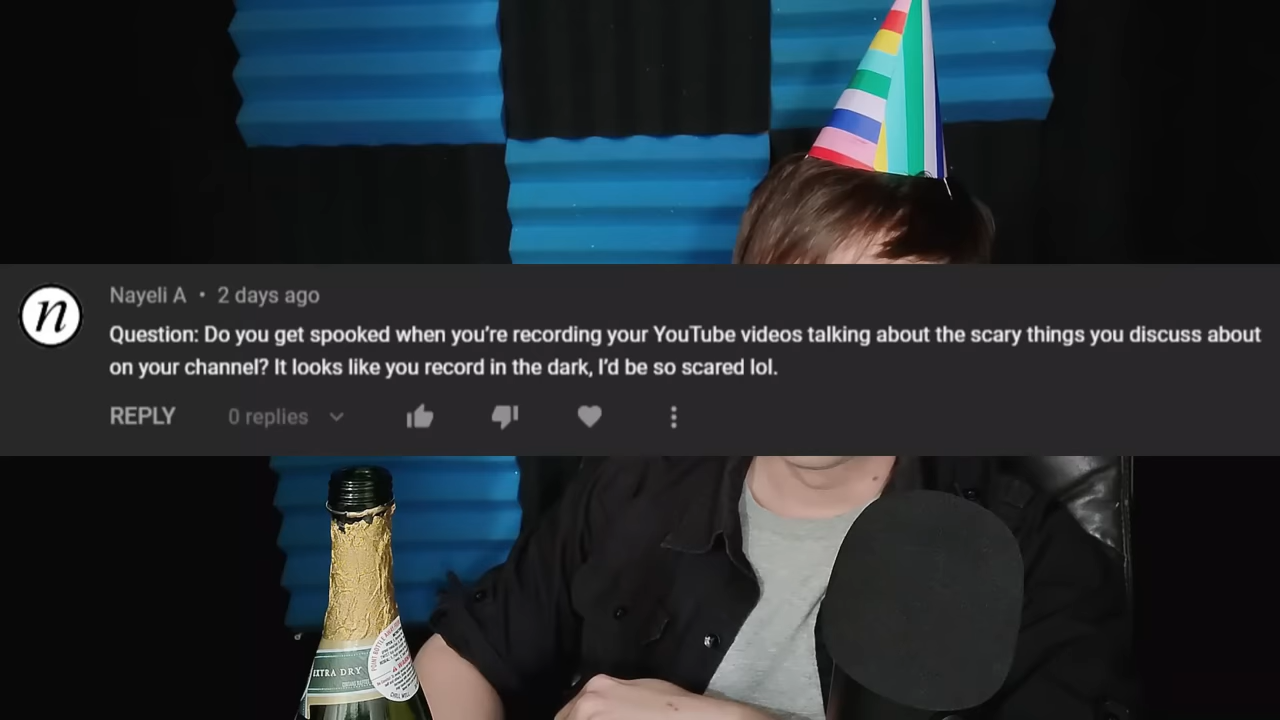 n
Nayeli A • 2 days ago
Question: Do you get spooked when you’re recording your YouTube videos talking about the scary things you discuss about
on your channel? It looks like you record in the dark, I’d be so scared lol.
REPLY 0 replies
EXTRA DRY